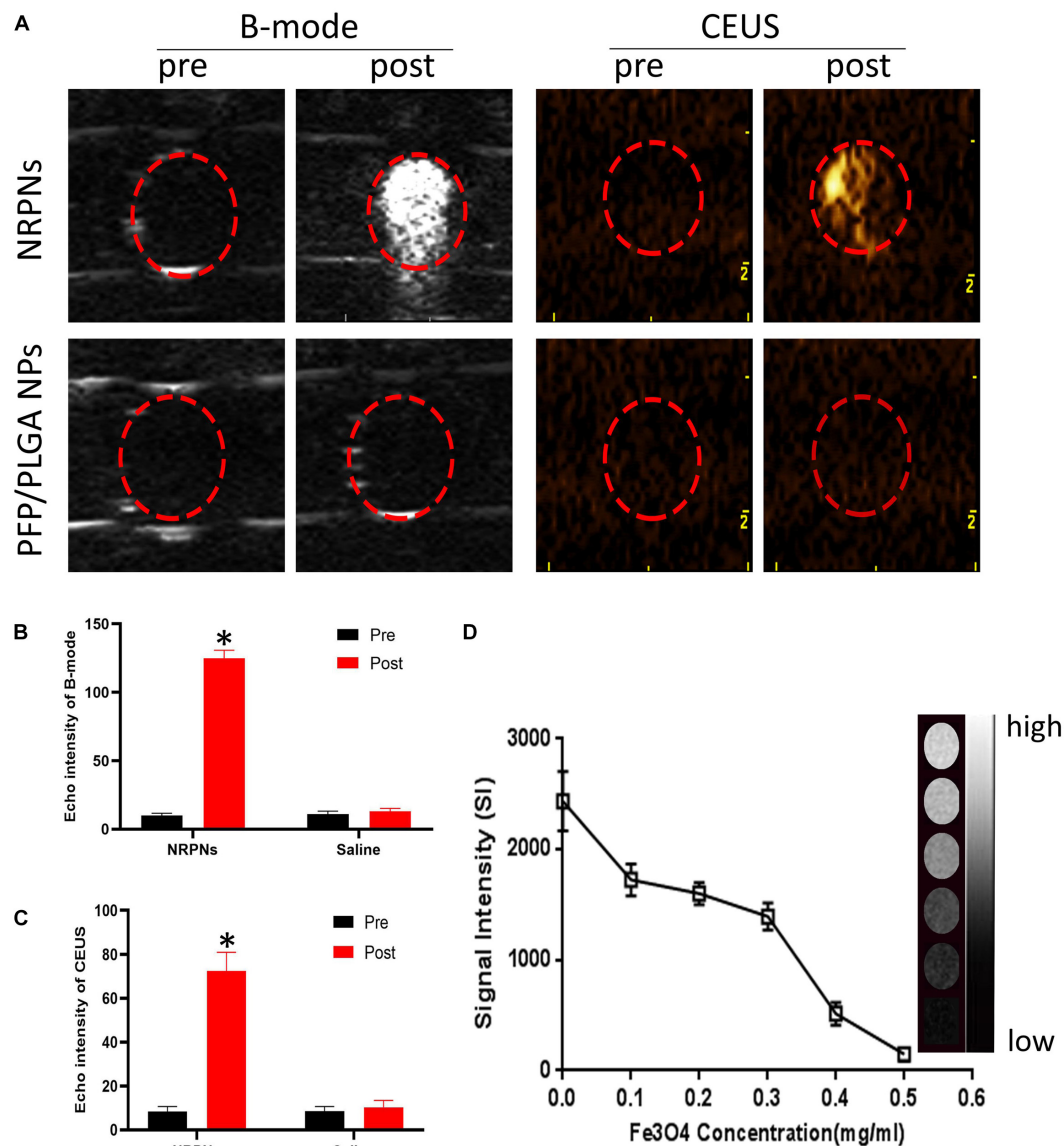 A
B-mode
CEUS
pre
post
pre
post
NRPNs
2
2
PFP/PLGA NPs
2
2
B
Echo intensity of B-mode
150
100
50
0
*
Pre
Post
NRPNs
Saline
C
Echo intensity of CEUS
100
80
60
40
20
0
*
Pre
Post
D
Signal Intensity (SI)
3000
2000
1000
0
0.0 0.1 0.2 0.3 0.4 0.5 0.6
Fe3O4 Concentration(mg/ml)
high
low